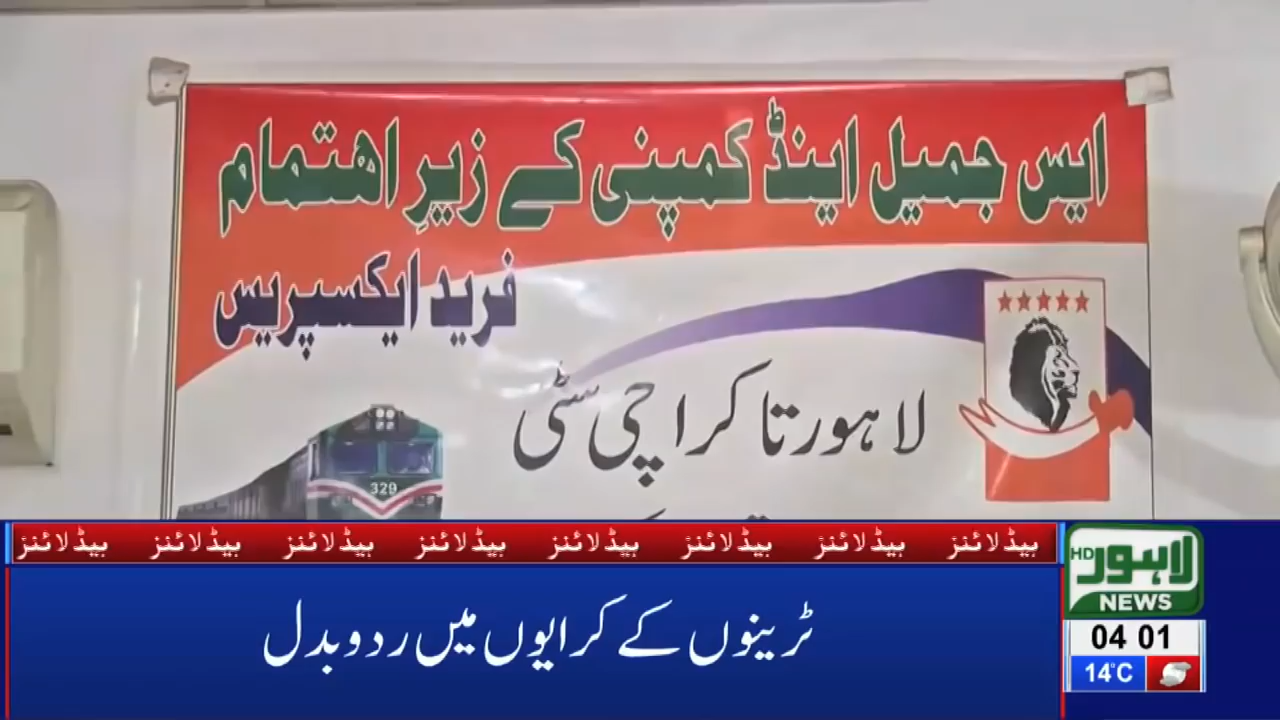 ایس جمیل اینڈ کمپنی کے زیرِ اھتمام
فرید ایکسپریس
لاہور تا کراچی سٹی
329
ہیڈلائنز ہیڈلائنز ہیڈلائنز ہیڈلائنز ہیڈلائنز ہیڈلائنز ہیڈلائنز ہیڈلائنز
ٹرینوں کے کرایوں میں ردوبدل
HD لاہور
NEWS
04 01
14°C